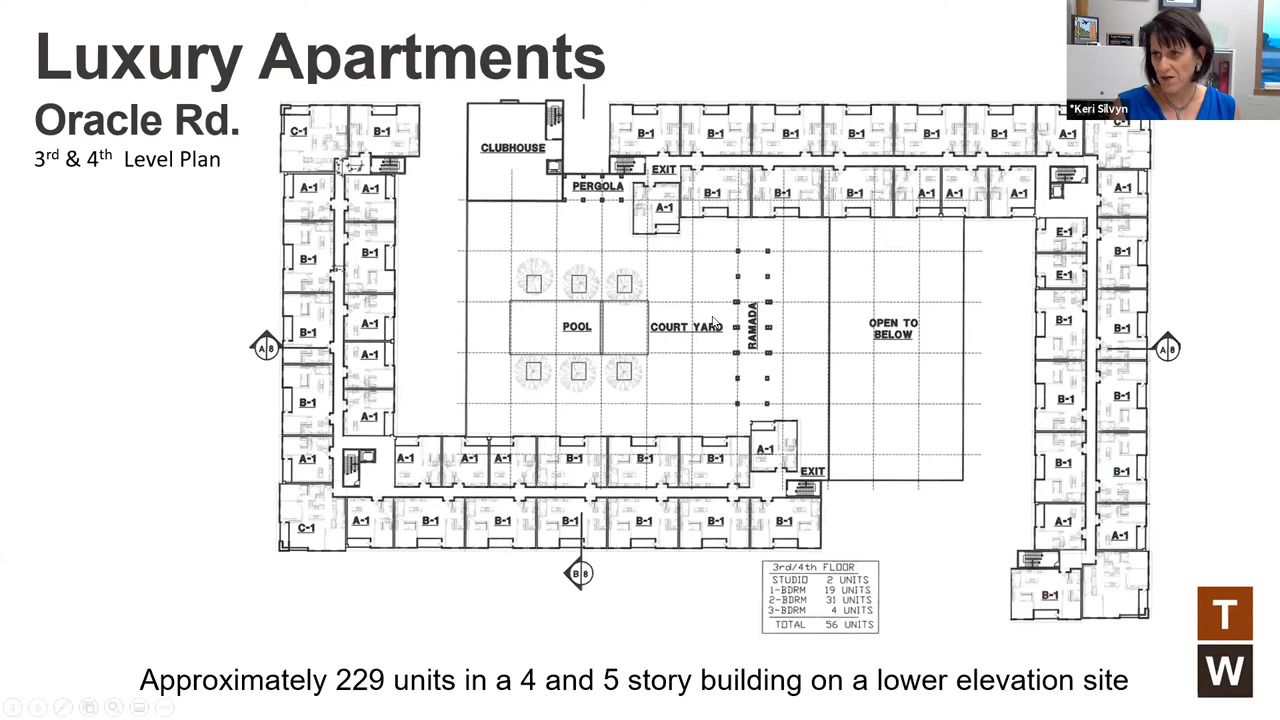 Luxury Apartments
Oracle Rd.
3rd & 4th Level Plan
*Keri Silvyn
C-1
B-1
CLUBHOUSE
B-1
B-1
B-1
B-1
B-1
B-1
A-1
C-1
EXIT
PERGOLA
A-1
A-1
A-1
B-1
B-1
B-1
A-1
A-1
A-1
A-1
B-1
B-1
E-1
B-1
E-1
B-1
A-1
POOL
COURT YARD
RAMADA
OPEN TO
BELOW
B-1
B-1
A 8
A 8
A-1
B-1
A-1
B-1
B-1
A-1
A-1
A-1
A-1
B-1
B-1
B-1
A-1
B-1
B-1
EXIT
C-1
A-1
B-1
B-1
B-1
B-1
B-1
B-1
A-1
A-1
B 8
B-1
3rd/4th FLOOR
STUDIO 2 UNITS
1-BDRM 19 UNITS
2-BDRM 31 UNITS
3-BDRM 4 UNITS
TOTAL 56 UNITS
T
W
Approximately 229 units in a 4 and 5 story building on a lower elevation site